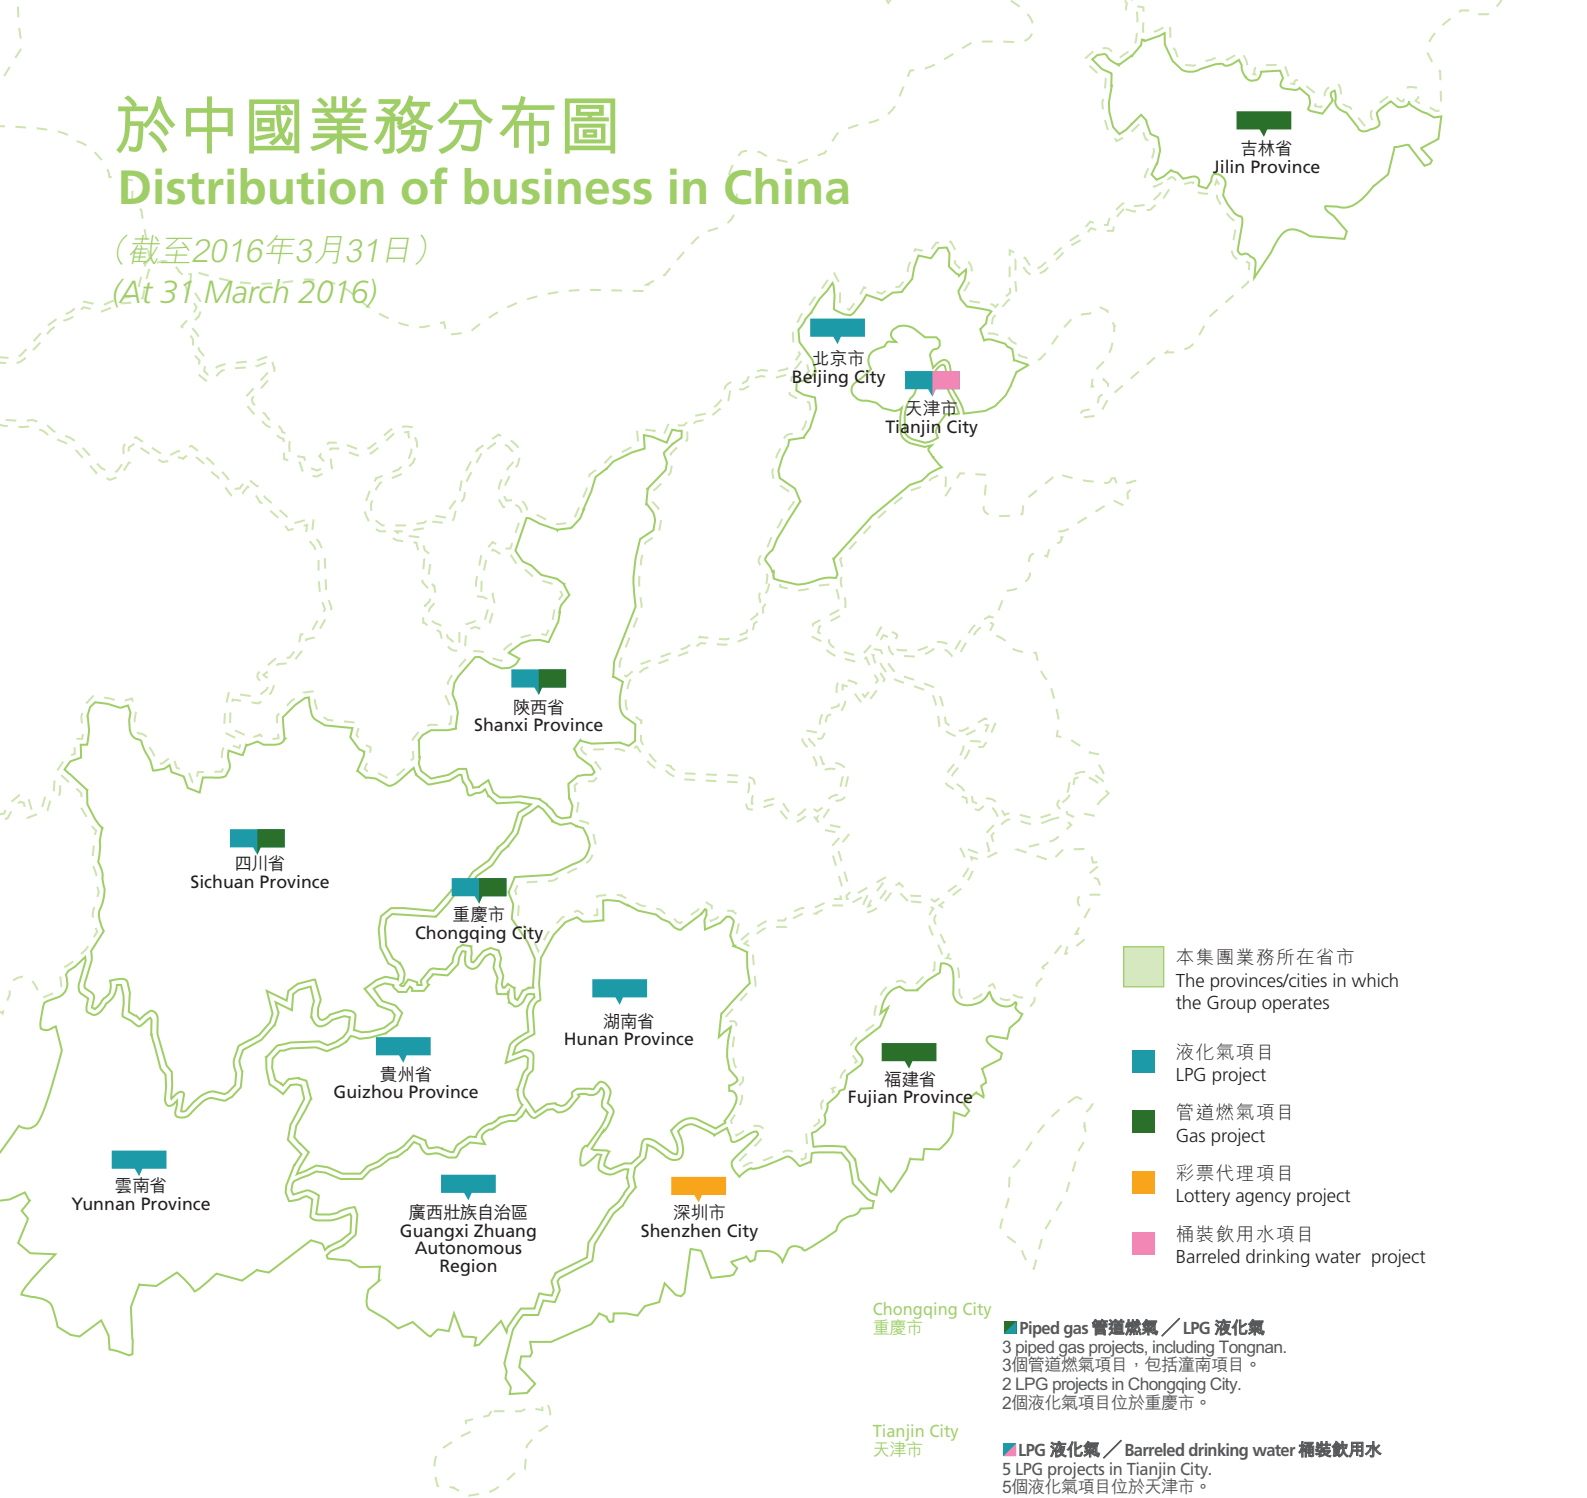 於中國業務分布圖
Distribution of business in China
（截至2016年3月31日）
(At 31 March 2016)
吉林省
Jilin Province
北京市
Beijing City
天津市
Tianjin City
陝西省
Shanxi Province
四川省
Sichuan Province
重慶市
Chongqing City
湖南省
Hunan Province
貴州省
Guizhou Province
福建省
Fujian Province
雲南省
Yunnan Province
廣西壯族自治區
Guangxi Zhuang
Autonomous
Region
深圳市
Shenzhen City
本集團業務所在省市
The provinces/cities in which
the Group operates
液化氣項目
LPG project
管道燃氣項目
Gas project
彩票代理項目
Lottery agency project
桶裝飲用水項目
Barreled drinking water project
Chongqing City
重慶市
Piped gas 管道燃氣／LPG 液化氣
3 piped gas projects, including Tongnan.
3個管道燃氣項目，包括潼南項目。
2 LPG projects in Chongqing City.
2個液化氣項目位於重慶市。
Tianjin City
天津市
LPG 液化氣／Barreled drinking water 桶裝飲用水
5 LPG projects in Tianjin City.
5個液化氣項目位於天津市。